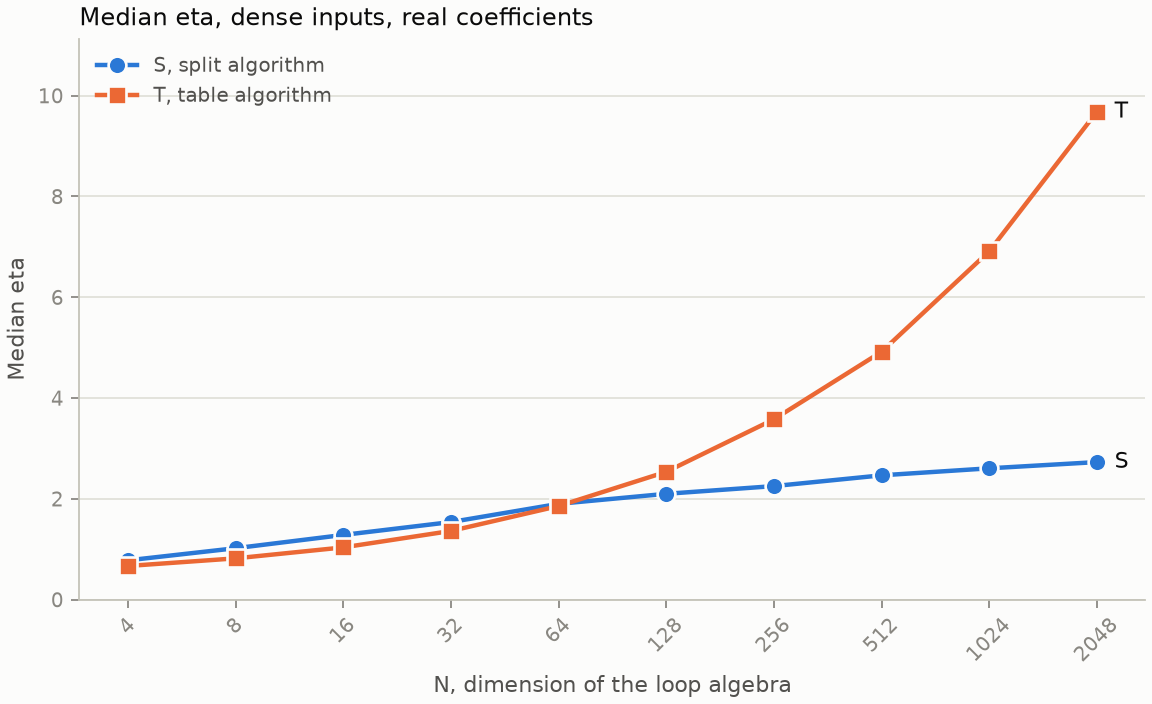 Median eta, dense inputs, real coefficients
S, split algorithm
T, table algorithm
10
8
6
4
2
0
Median eta
T
S
4
8
16
32
64
128
256
512
1024
2048
N, dimension of the loop algebra